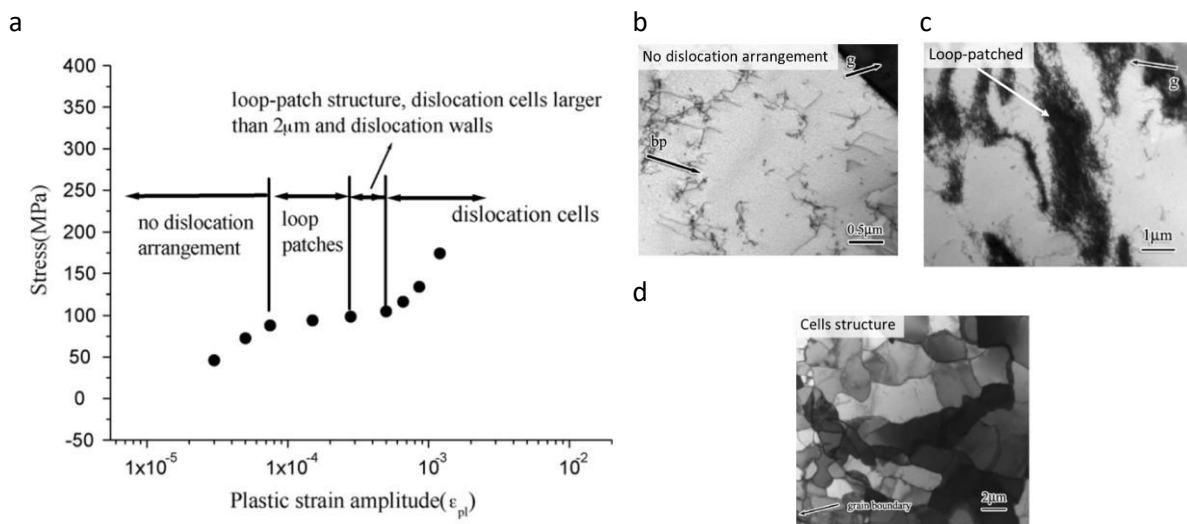 a
400
350
300
250
200
150
100
50
0
-50
Stress(MPa)
loop-patch structure, dislocation cells larger
than 2μm and dislocation walls
no dislocation
arrangement
loop
patches
dislocation cells
1x10-5
1x10-4
10-3
10-2
Plastic strain amplitude(εpl)
b
No dislocation arrangement
g
bp
0.5μm
c
Loop-patched
g
1μm
d
Cells structure
grain boundary
2μm